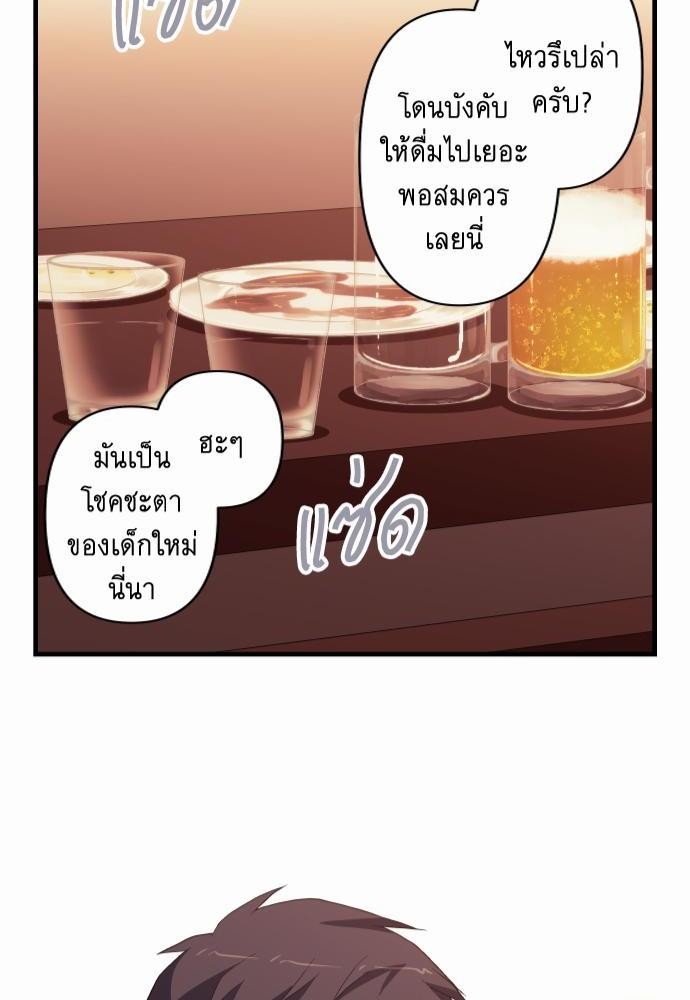 แซ่ด
ไหวรึเปล่า
ครับ?
โดนบังคับ
ให้ดื่มไปเยอะ
พอสมควร
เลยนี่
ฮะๆ
มันเป็น
โชคชะตา
ของเด็กใหม่
นี่นา
แซ่ด